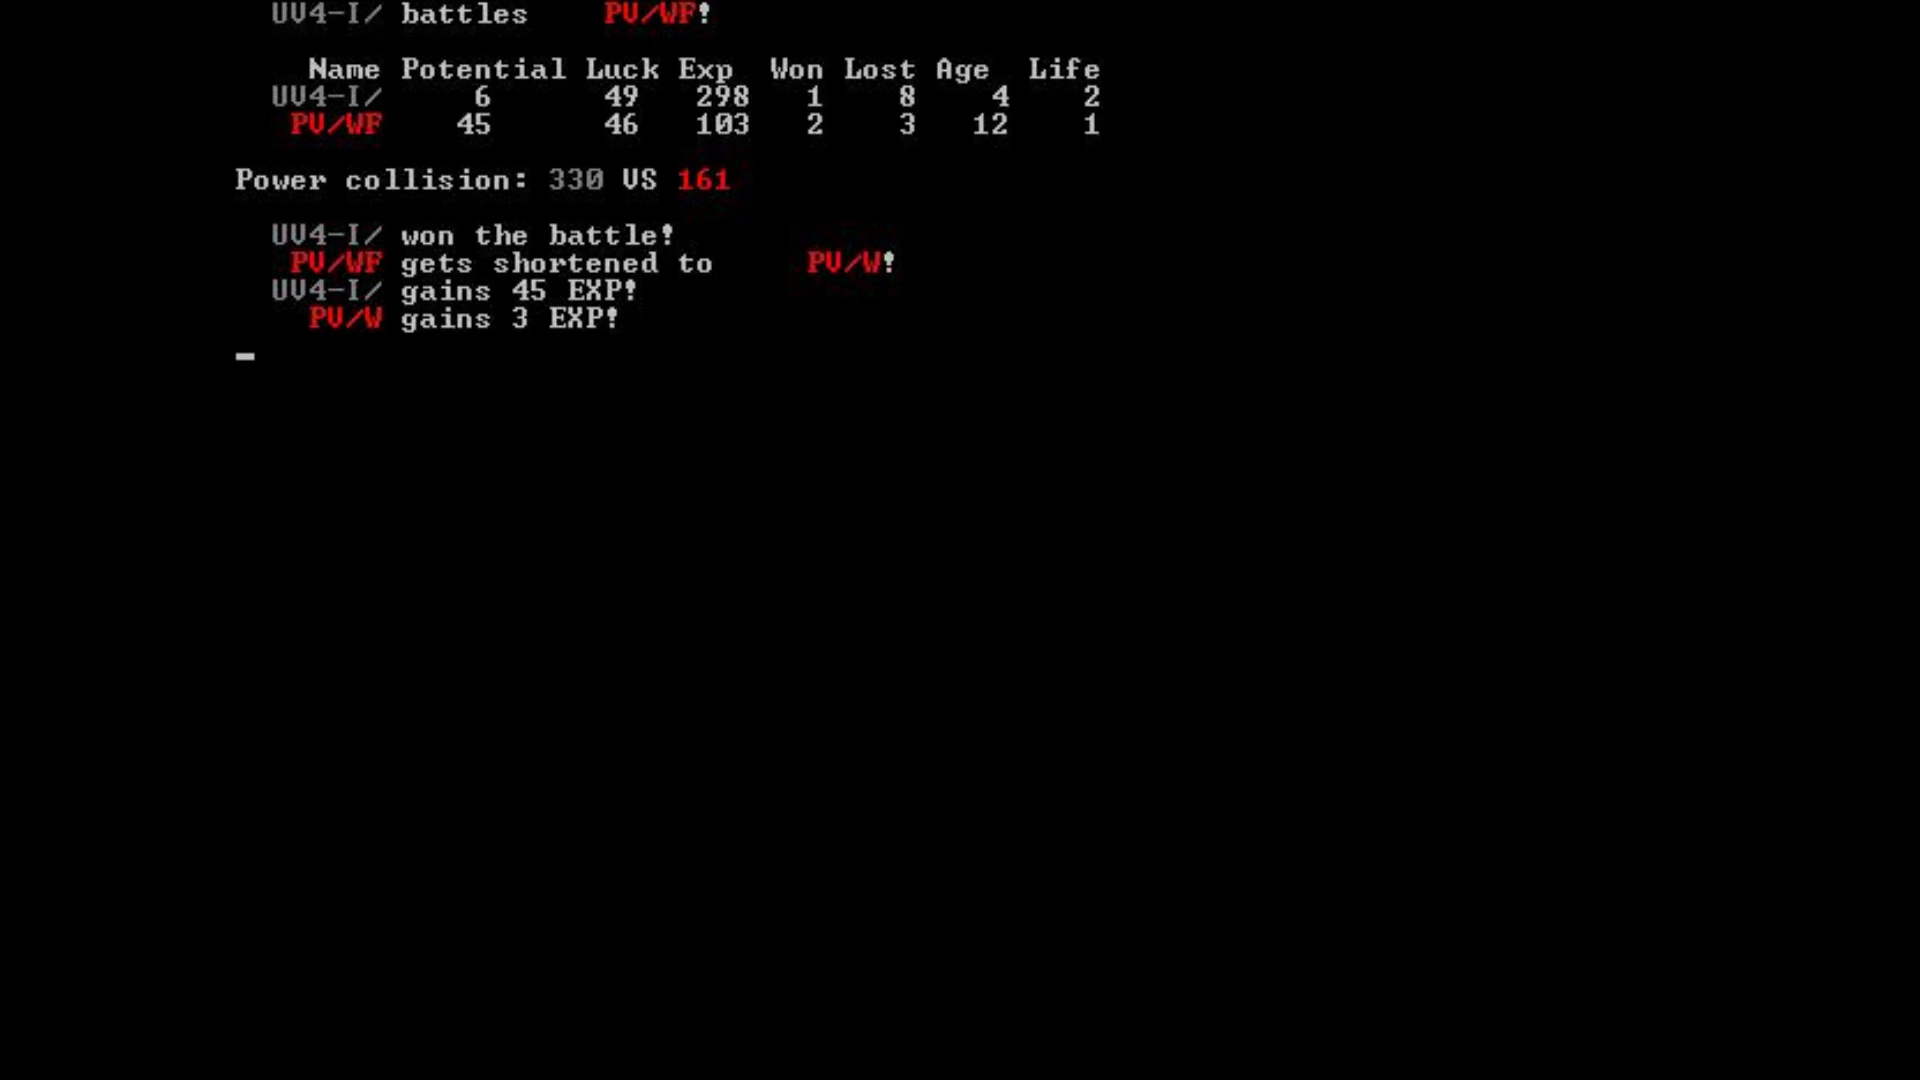 UV4-I/ battles PV/WF!
Name Potential Luck Exp Won Lost Age Life
UV4-I/ 6 49 298 1 8 4 2
PV/WF 45 46 103 2 3 12 1
Power collision: 330 VS 161
UV4-I/ won the battle!
PV/WF gets shortened to PV/W!
UV4-I/ gains 45 EXP!
PV/W gains 3 EXP!